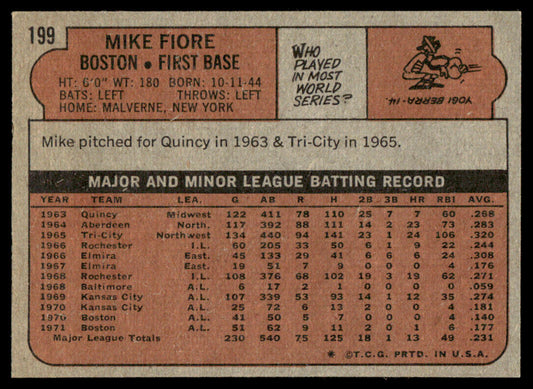 199
MIKE FIORE
BOSTON • FIRST BASE
HT: 6'0" WT: 180 BORN: 10-11-44
BATS: LEFT THROWS: LEFT
HOME: MALVERNE, NEW YORK
WHO
PLAYED
IN MOST
WORLD
SERIES?
YOGI BERRA-14
Mike pitched for Quincy in 1963 & Tri-City in 1965.
MAJOR AND MINOR LEAGUE BATTING RECORD
YEAR TEAM LEA. G AB R H 2B 3B HR RBI AVG.
1963 Quincy Midwest 122 411 78 110 25 7 7 60 .268
1964 Aberdeen North. 117 392 88 111 14 2 23 73 .283
1965 Tri-City Northwest 134 440 94 141 23 1 24 106 .320
1966 Rochester I.L. 60 205 33 50 6 1 9 22 .244
1966 Elmira East. 45 133 29 41 6 6 6 24 .308
1967 Elmira East. 19 51 7 9 0 0 0 4 .176
1968 Rochester I.L. 108 376 68 102 19 3 19 62 .271
1968 Baltimore A.L. 6 17 2 1 0 0 0 0 .059
1969 Kansas City A.L. 107 339 53 93 14 1 12 35 .274
1970 Kansas City A.L. 25 72 6 13 2 0 0 4 .181
1970 Boston A.L. 41 50 5 7 0 0 0 4 .140
1971 Boston A.L. 51 62 9 11 2 0 1 6 .177
Major League Totals 230 540 75 125 18 1 13 49 .231
* ©T.C.G. PRTD. IN U.S.A.